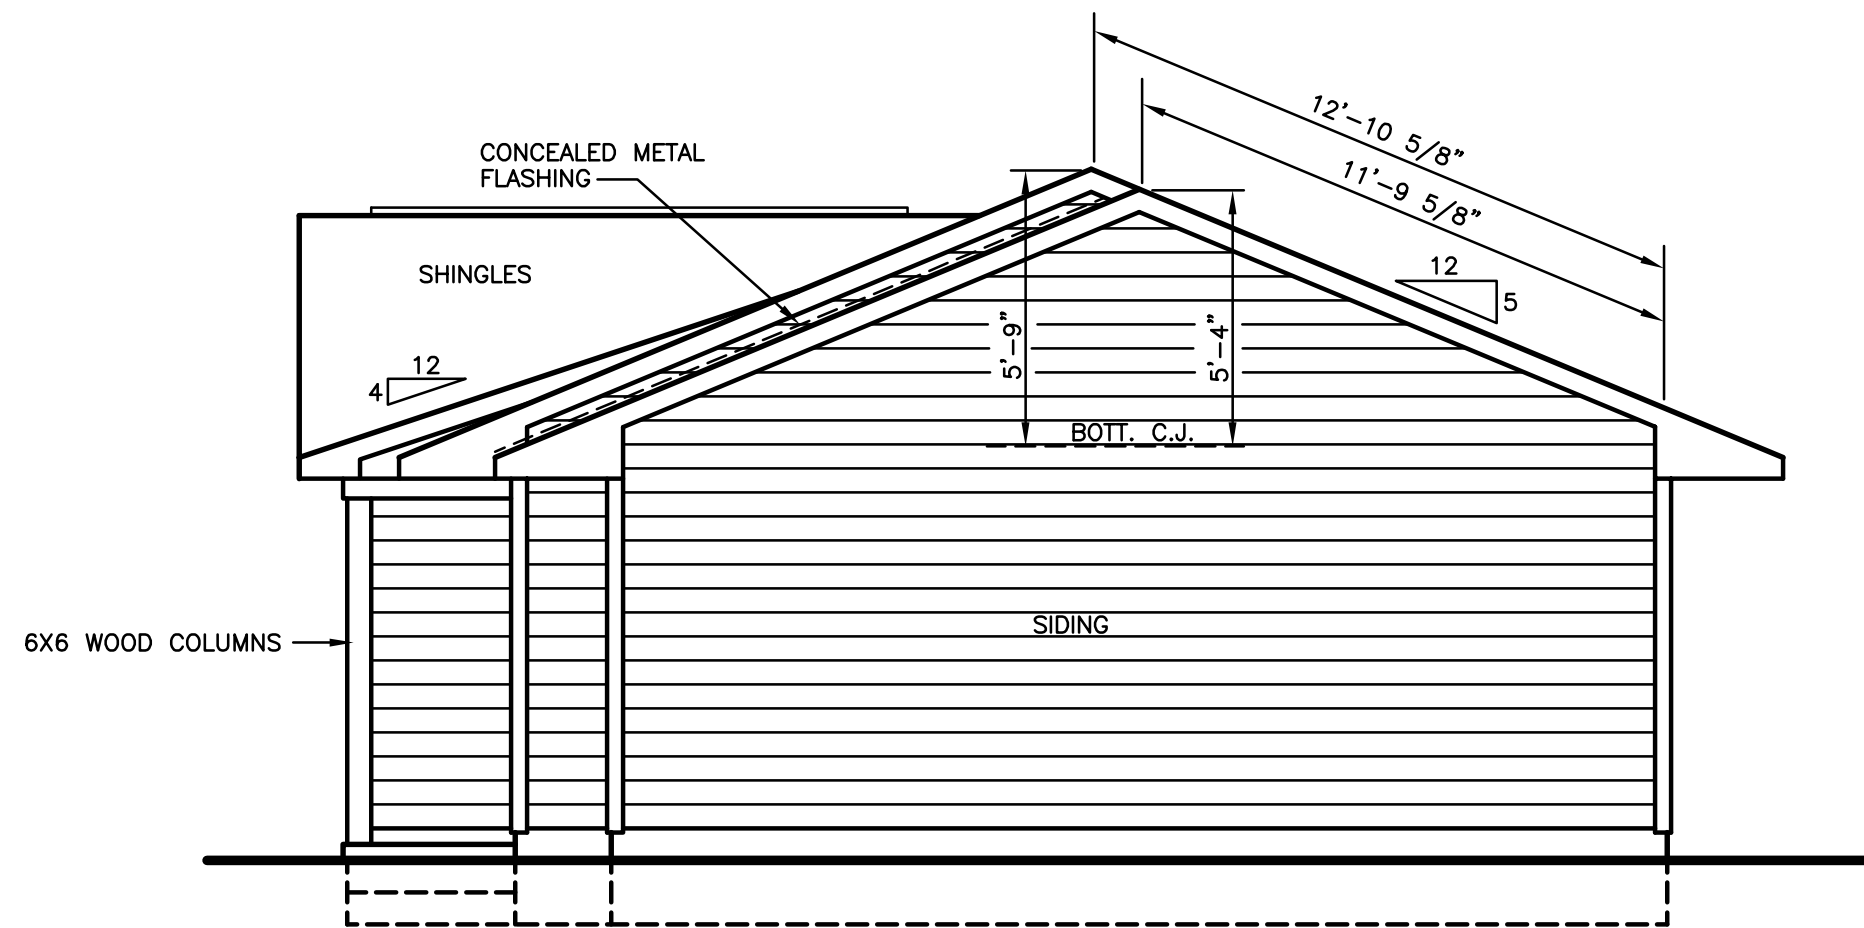 12'-10 5/8"
11'-9 5/8"
CONCEALED METAL
FLASHING
SHINGLES
12
5
5'-9"
5'-4"
12
4
BOTT. C.J.
SIDING
6X6 WOOD COLUMNS